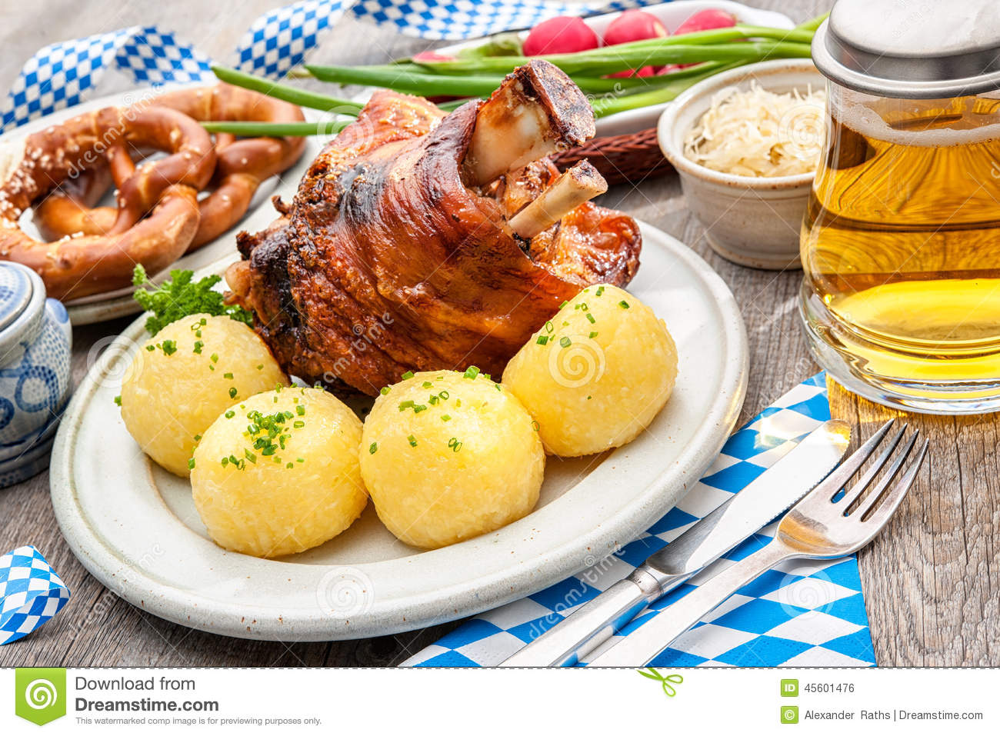 Download from
Dreamstime.com
This watermarked comp image is for previewing purposes only.
ID 45601476
© Alexander Raths | Dreamstime.com